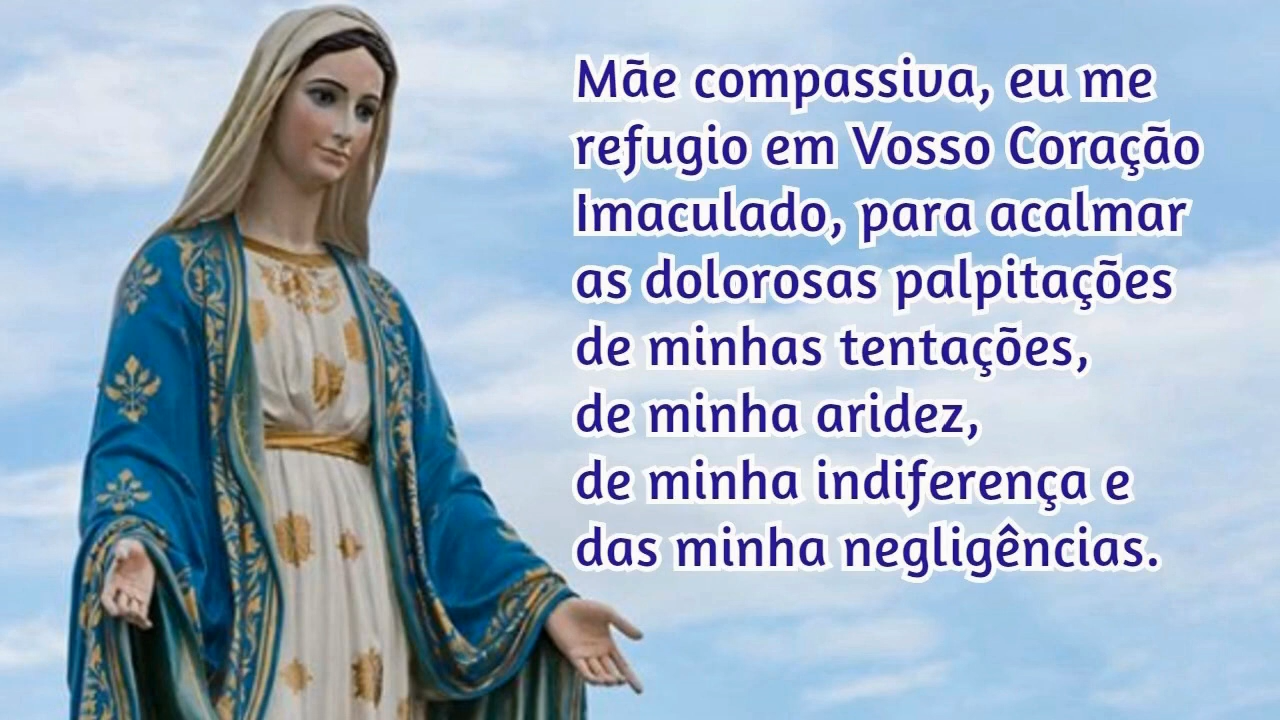 Mãe compassiva, eu me
refugio em Vosso Coração
Imaculado, para acalmar
as dolorosas palpitações
de minhas tentações,
de minha aridez,
de minha indiferença e
das minha negligências.